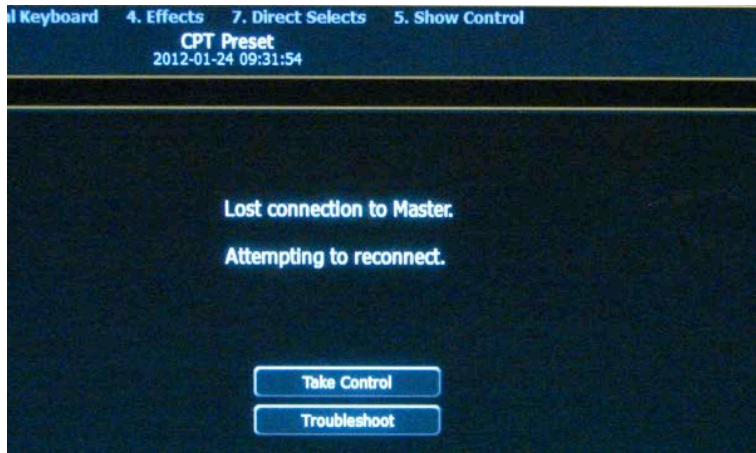 al Keyboard 4. Effects 7. Direct Selects 5. Show Control
CPT Preset
2012-01-24 09:31:54
Lost connection to Master.
Attempting to reconnect.
Take Control
Troubleshoot